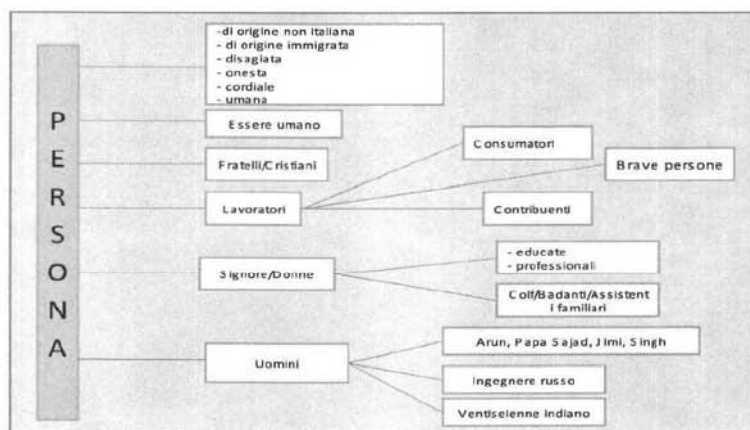 PERSONA
-di origine non italiana
- di origine immigrata
- disagiata
- onesta
- cordiale
- umana
Essere umano
Fratelli/Cristiani
Lavoratori
Consumatori
Brave persone
Contribuenti
Signore/Donne
- educate
- professionali
Colf/Badanti/Assistent
i familiari
Uomini
Arun, Papa Sajad, Jimi, Singh
Ingegnere russo
Ventiseienne indiano